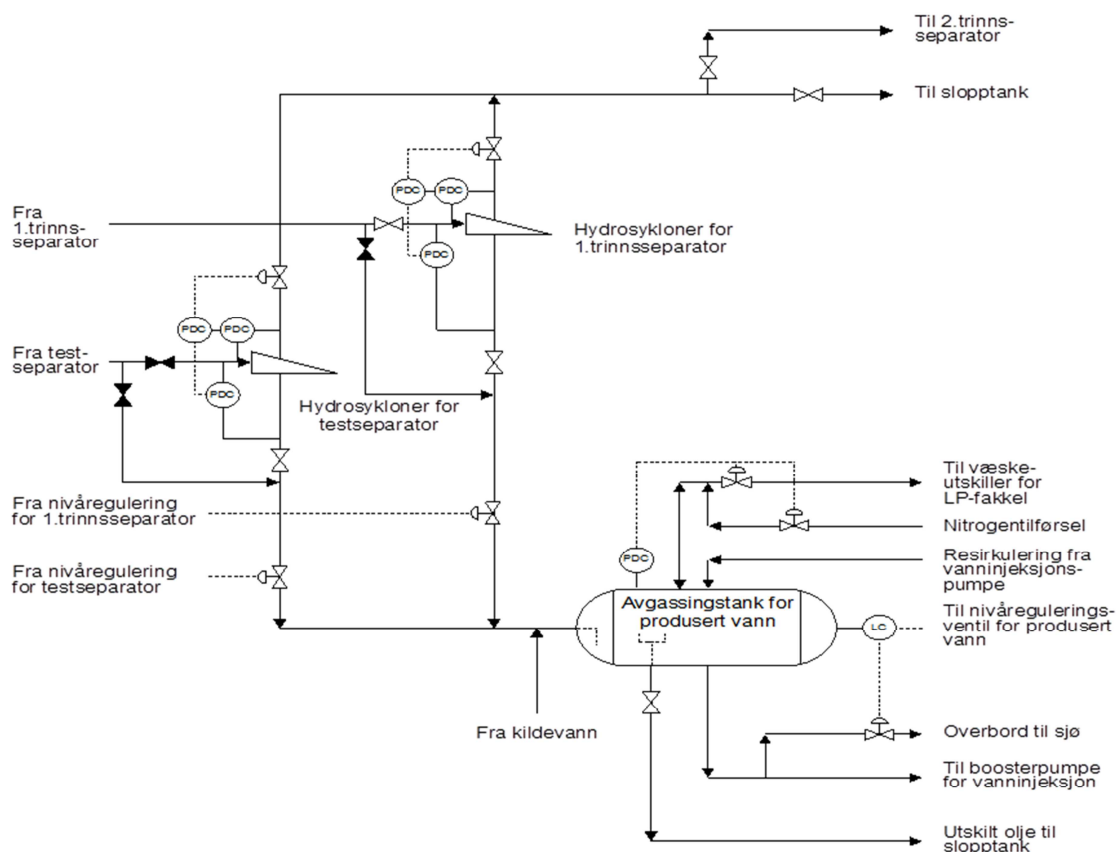 Til 2.trinns-
separator
Til slopptank
PDC
PDC
Fra
1.trinns-
separator
Hydrosykloner for
1.trinnsseparator
PDC
PDC
PDC
Fra test-
separator
PDC
Hydrosykloner for
testseparator
Fra nivåregulering
for 1.trinnsseparator
Fra nivåregulering
for testseparator
Til væske-
utskiller for
LP-fakkel
Nitrogentilførsel
PDC
Resirkulering fra
vanninjeksjons-
pumpe
Avgassingstank for
produsert vann
LC
Til nivåregulerings-
ventil for produsert
vann
Fra kildevann
Overbord til sjø
Til boosterpumpe
for vanninjeksjon
Utskilt olje til
slopptank